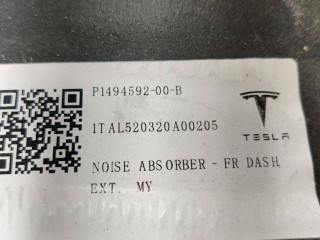 P1494592-00-B
1TAL520320A00205
TESLA
NOISE ABSORBER - FR DASH
EXT. MY